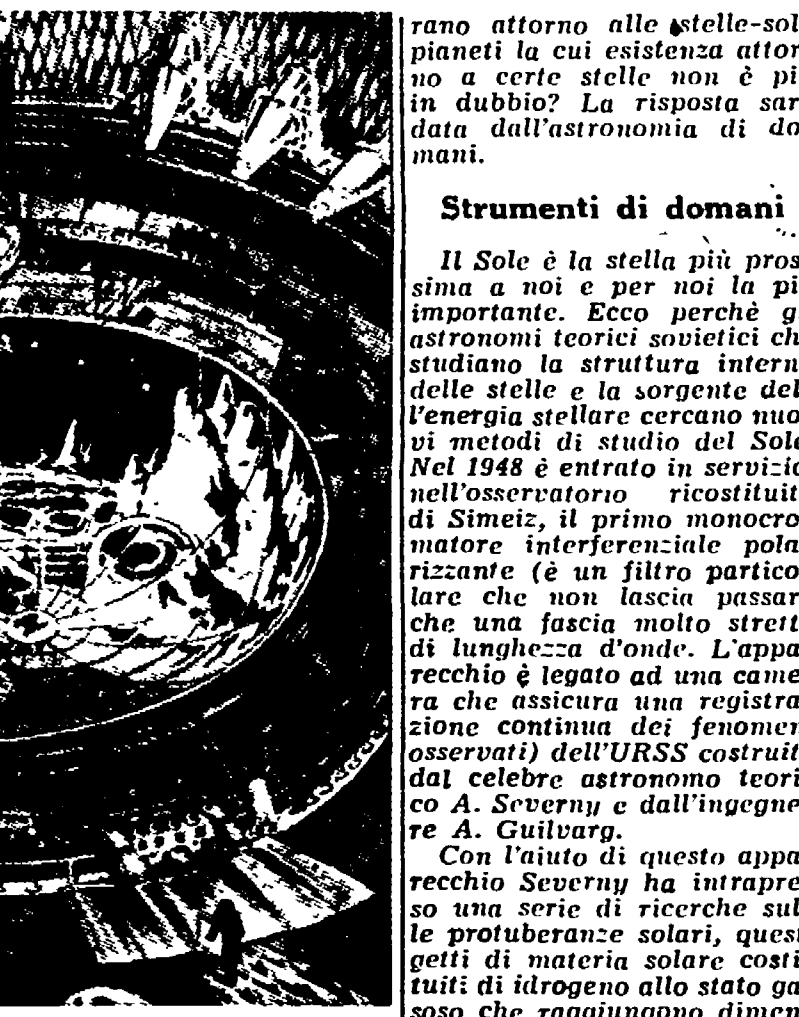 rano attorno alle stelle-sol
pianeti la cui esistenza attor
no a certe stelle non è pi
in dubbio? La risposta sar
data dall'astronomia di do
mani.
Strumenti di domani
Il Sole è la stella più pros
sima a noi e per noi la pi
importante. Ecco perchè g
astronomi teorici sovietici ch
studiano la struttura intern
delle stelle e la sorgente del
l'energia stellare cercano nuo
vi metodi di studio del Sole
Nel 1948 è entrato in servizio
nell'osservatorio ricostituit
di Simeiz, il primo monocro
matore interferenziale pola
rizzante (è un filtro partico
lare che non lascia passar
che una fascia molto strett
di lunghezza d'onde. L'appa
recchio è legato ad una came
ra che assicura una registra
zione continua dei fenomen
osservati) dell'URSS costruit
dal celebre astronomo teori
co A. Severny e dall'ingegne
re A. Guilvarg.
Con l'aiuto di questo appa
recchio Severny ha intrapre
so una serie di ricerche sul
le protuberanze solari, quest
getti di materia solare costi
tuiti di idrogeno allo stato ga
soso che raggiungono dimen